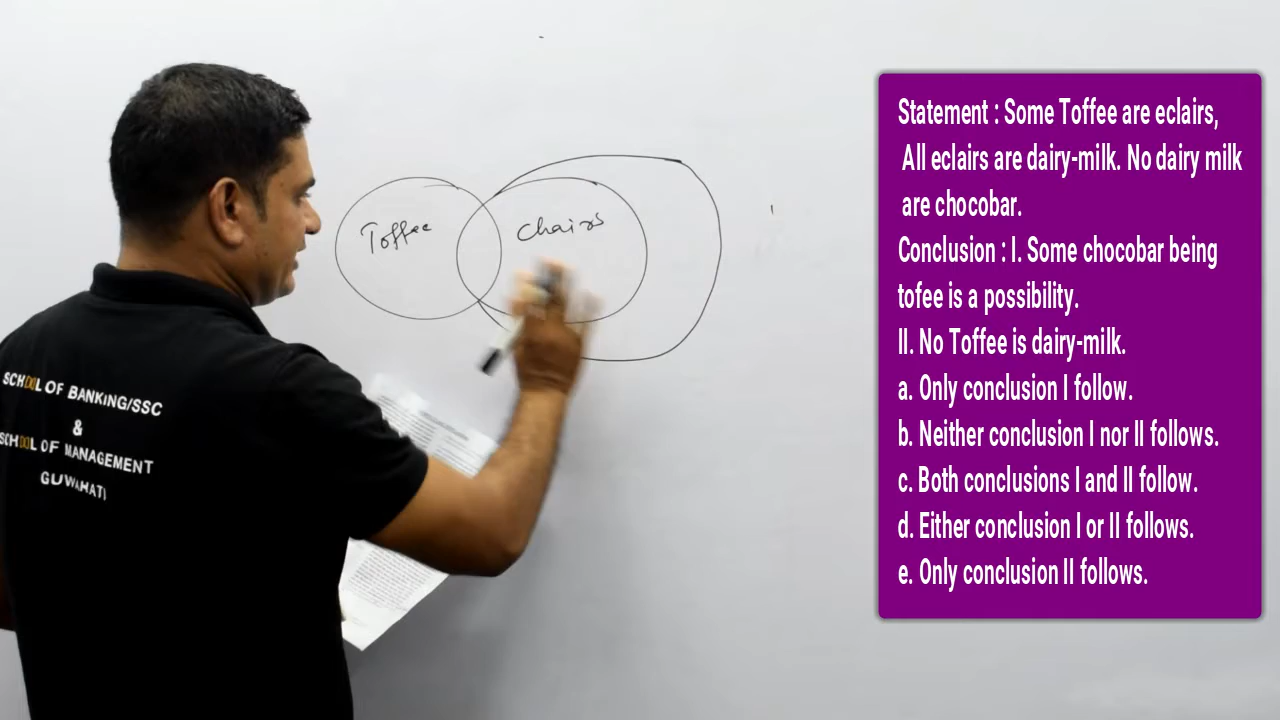 Toffee
chairs
SCHOOL OF BANKING/SSC
&
SCHOOL OF MANAGEMENT
GUWAHATI
Statement : Some Toffee are eclairs,
All eclairs are dairy-milk. No dairy milk
are chocobar.
Conclusion : I. Some chocobar being
tofee is a possibility.
II. No Toffee is dairy-milk.
a. Only conclusion I follow.
b. Neither conclusion I nor II follows.
c. Both conclusions I and II follow.
d. Either conclusion I or II follows.
e. Only conclusion II follows.